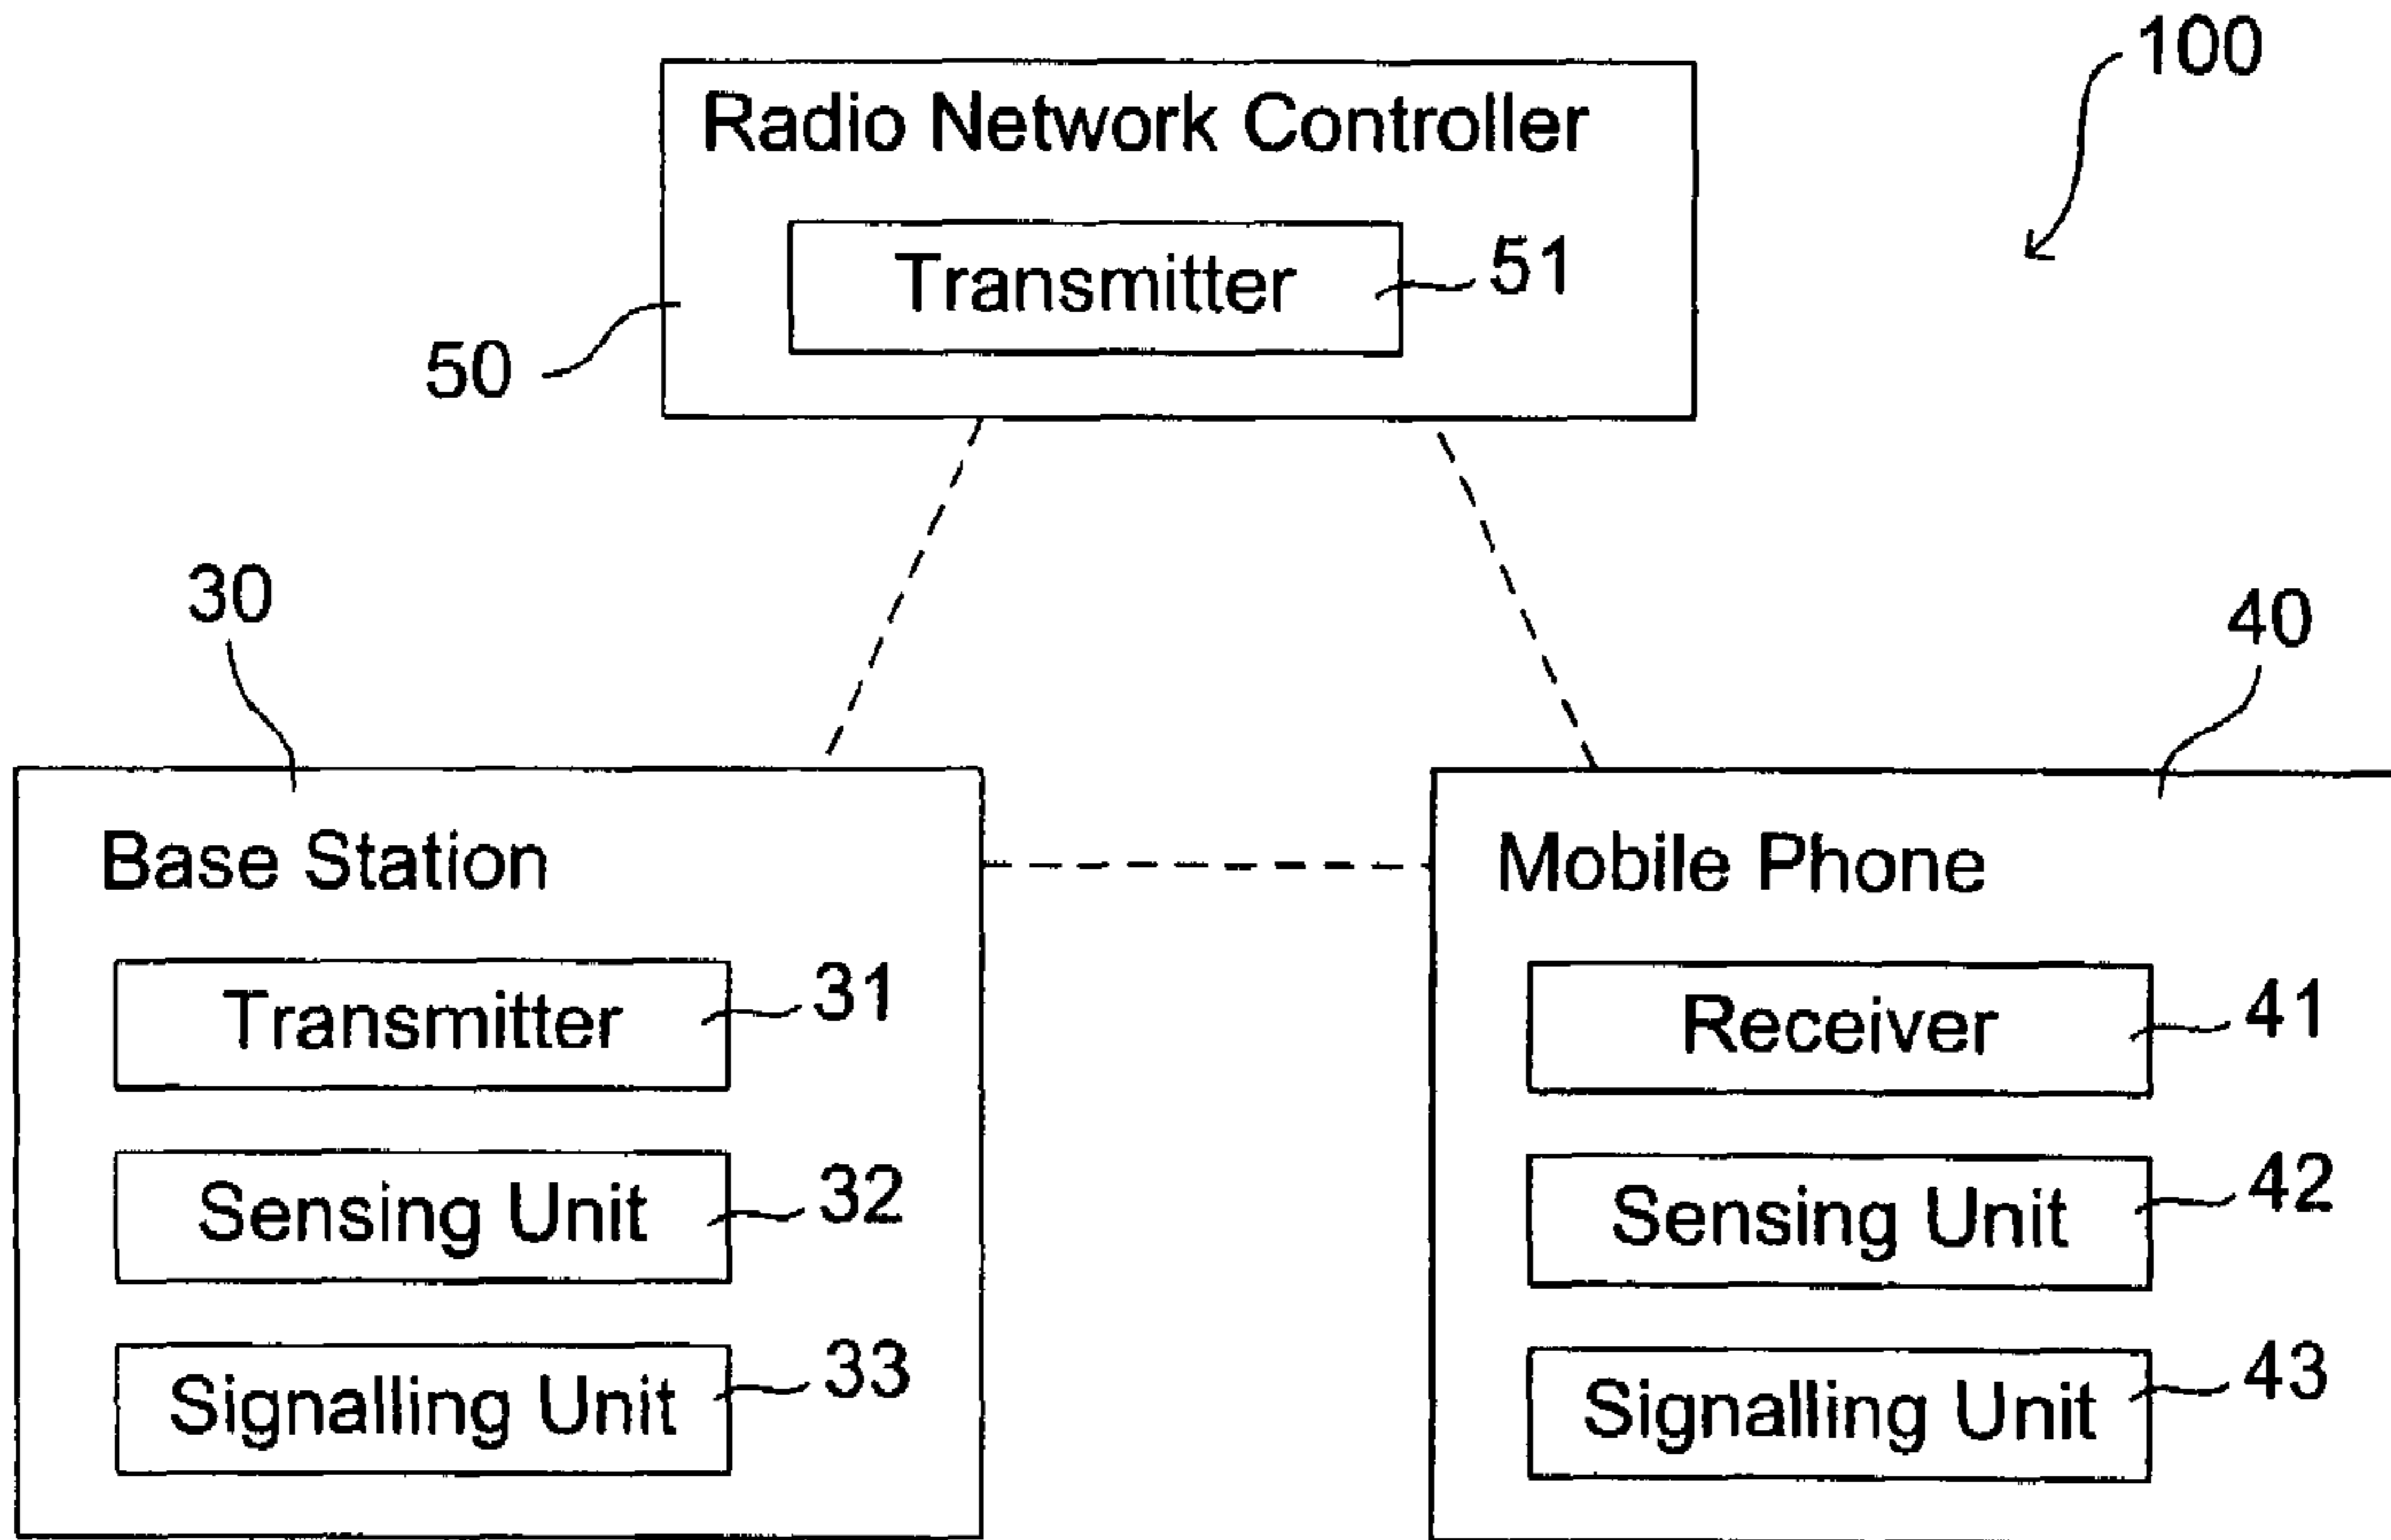 100
Radio Network Controller
Transmitter
51
50
30
40
Base Station
Mobile Phone
Transmitter
31
Receiver
41
Sensing Unit
32
Sensing Unit
42
Signalling Unit
33
Signalling Unit
43